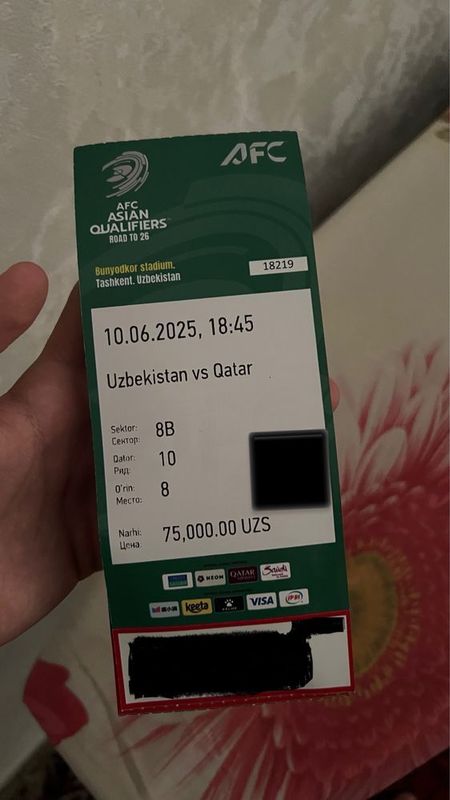 AFC
AFC
ASIAN
QUALIFIERS
ROAD TO 26
Bunyodkor stadium.
Tashkent. Uzbekistan
18219
10.06.2025, 18:45
Uzbekistan vs Qatar
Sektor: 8B
Сектор:
Qator: 10
Ряд:
O'rin: 8
Место:
Narhi: 75,000.00 UZS
Цена:
NEOM QATAR Saudi
keeta VISA